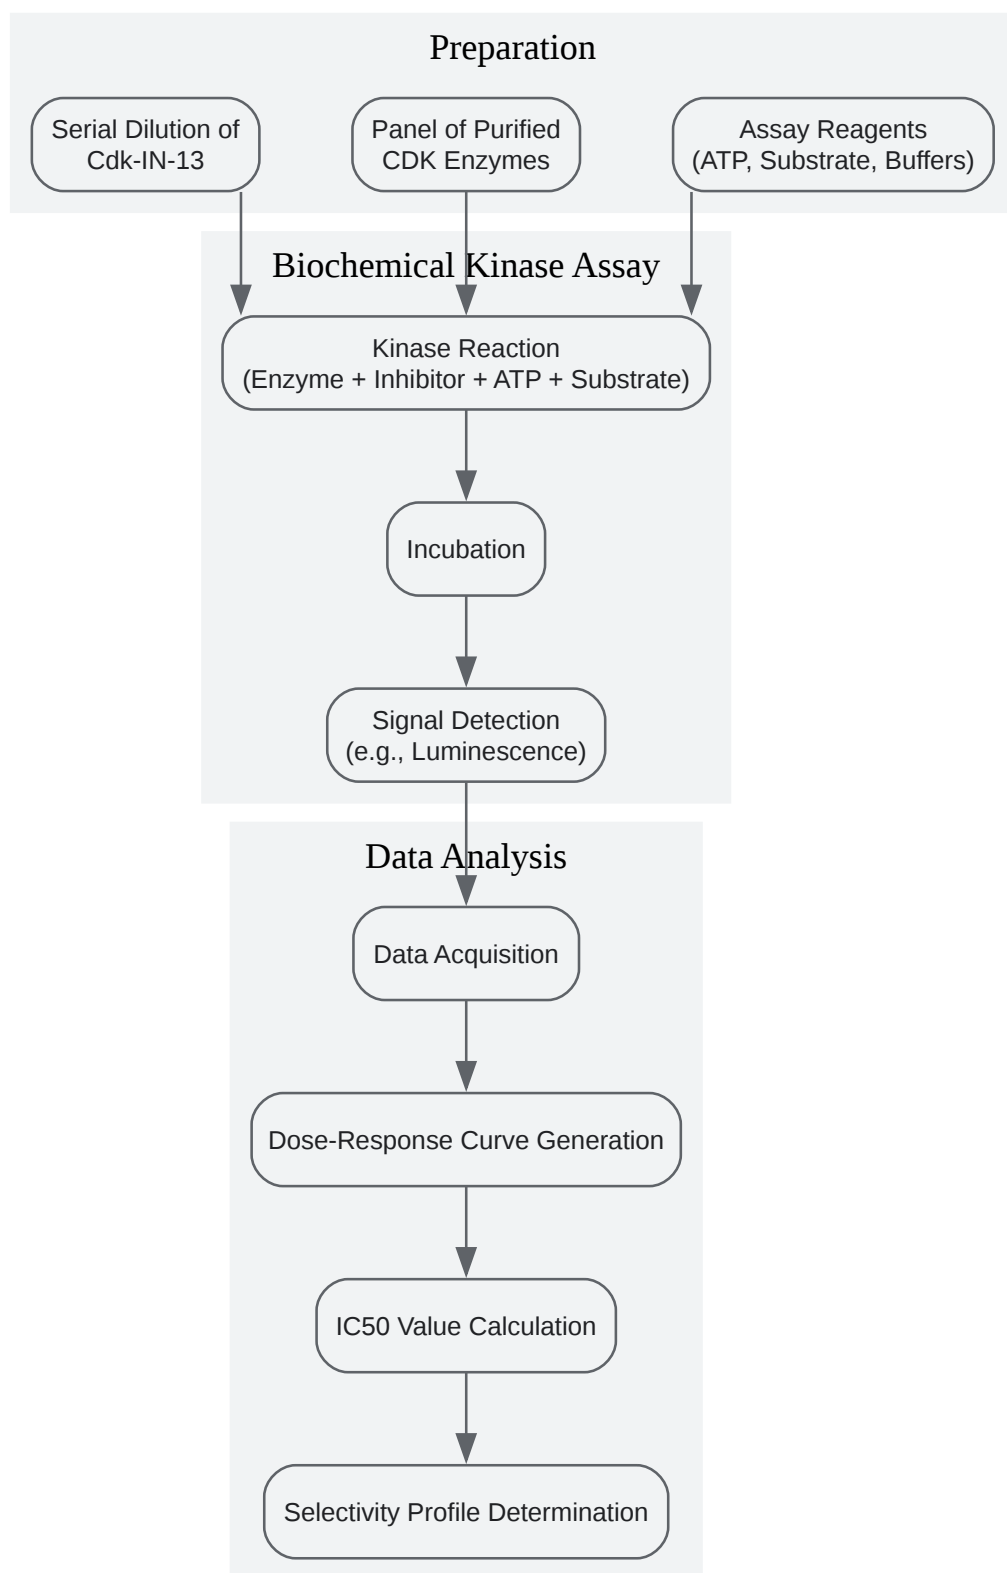 Preparation
Serial Dilution of
Cdk-IN-13
Panel of Purified
CDK Enzymes
Assay Reagents
(ATP, Substrate, Buffers)
Biochemical Kinase Assay
Kinase Reaction
(Enzyme + Inhibitor + ATP + Substrate)
Incubation
Signal Detection
(e.g., Luminescence)
Data Analysis
Data Acquisition
Dose-Response Curve Generation
IC50 Value Calculation
Selectivity Profile Determination